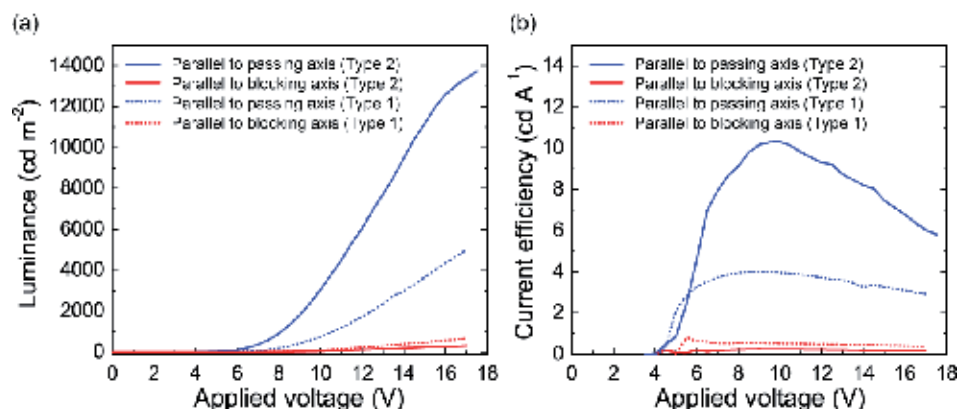 (a)
Luminance (cd m-2)
14000
12000
10000
8000
6000
4000
2000
0
Parallel to passing axis (Type 2)
Parallel to blocking axis (Type 2)
Parallel to passing axis (Type 1)
Parallel to blocking axis (Type 1)
0 2 4 6 8 10 12 14 16 18
Applied voltage (V)
(b)
Current efficiency (cd A-1)
14
12
10
8
6
4
2
0
Parallel to passing axis (Type 2)
Parallel to blocking axis (Type 2)
Parallel to passing axis (Type 1)
Parallel to blocking axis (Type 1)
0 2 4 6 8 10 12 14 16 18
Applied voltage (V)